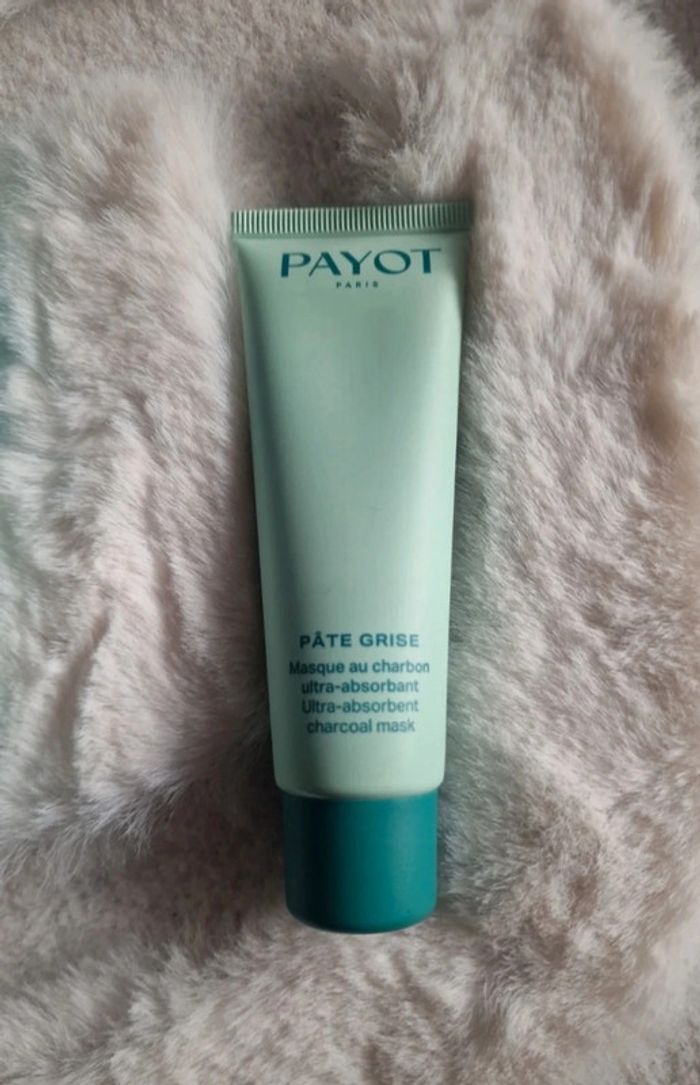 PAYOT
PARIS
PÂTE GRISE
Masque au charbon
ultra-absorbant
Ultra-absorbent
charcoal mask